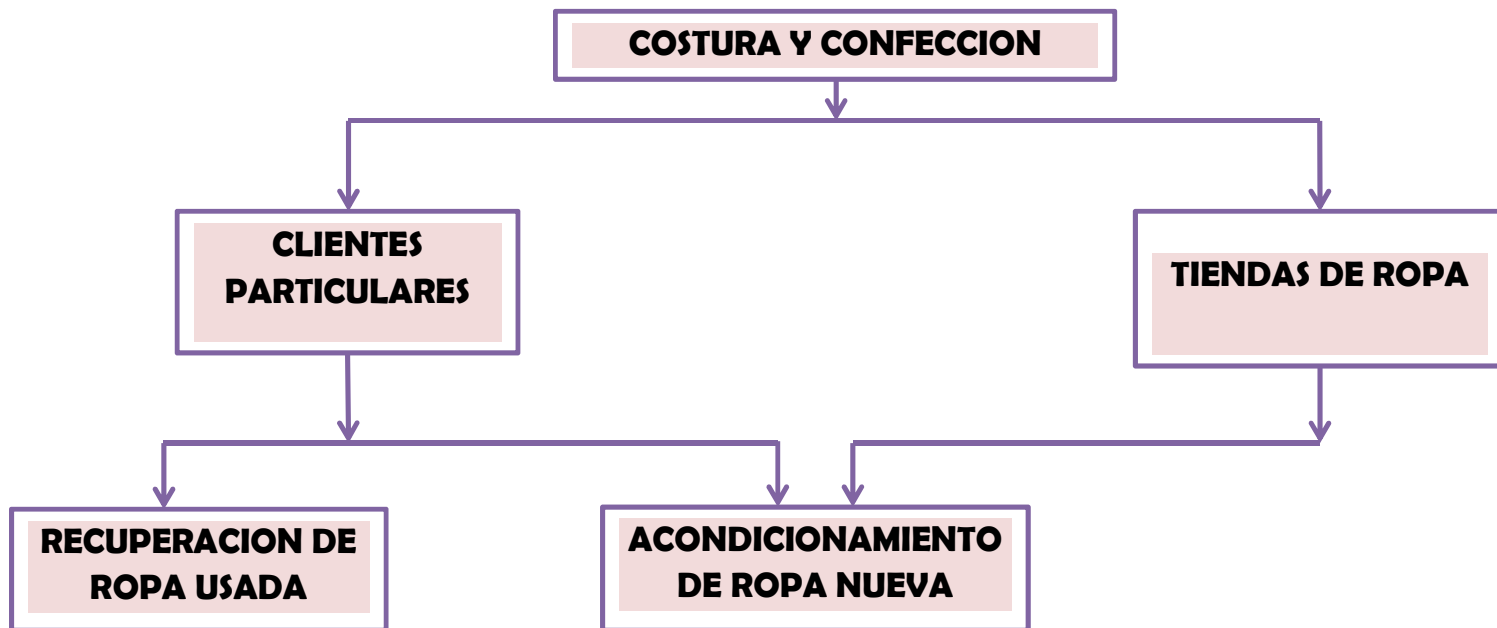 COSTURA Y CONFECCION
CLIENTES
PARTICULARES
TIENDAS DE ROPA
RECUPERACION DE
ROPA USADA
ACONDICIONAMIENTO
DE ROPA NUEVA